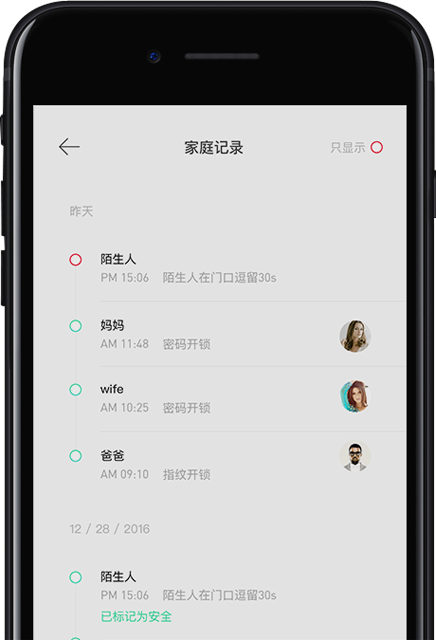 家庭记录
只显示
昨天
陌生人
PM 15:06 陌生人在门口逗留30s
妈妈
AM 11:48 密码开锁
wife
AM 10:25 密码开锁
爸爸
AM 09:10 指纹开锁
12 / 28 / 2016
陌生人
PM 15:06 陌生人在门口逗留30s
已标记为安全